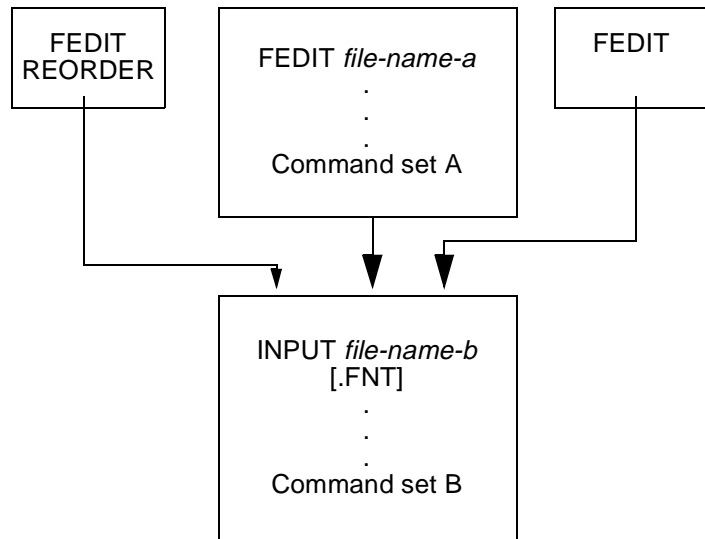 FEDIT
REORDER
FEDIT file-name-a
.
.
.
Command set A
FEDIT
INPUT file-name-b
[.FNT]
.
.
.
Command set B